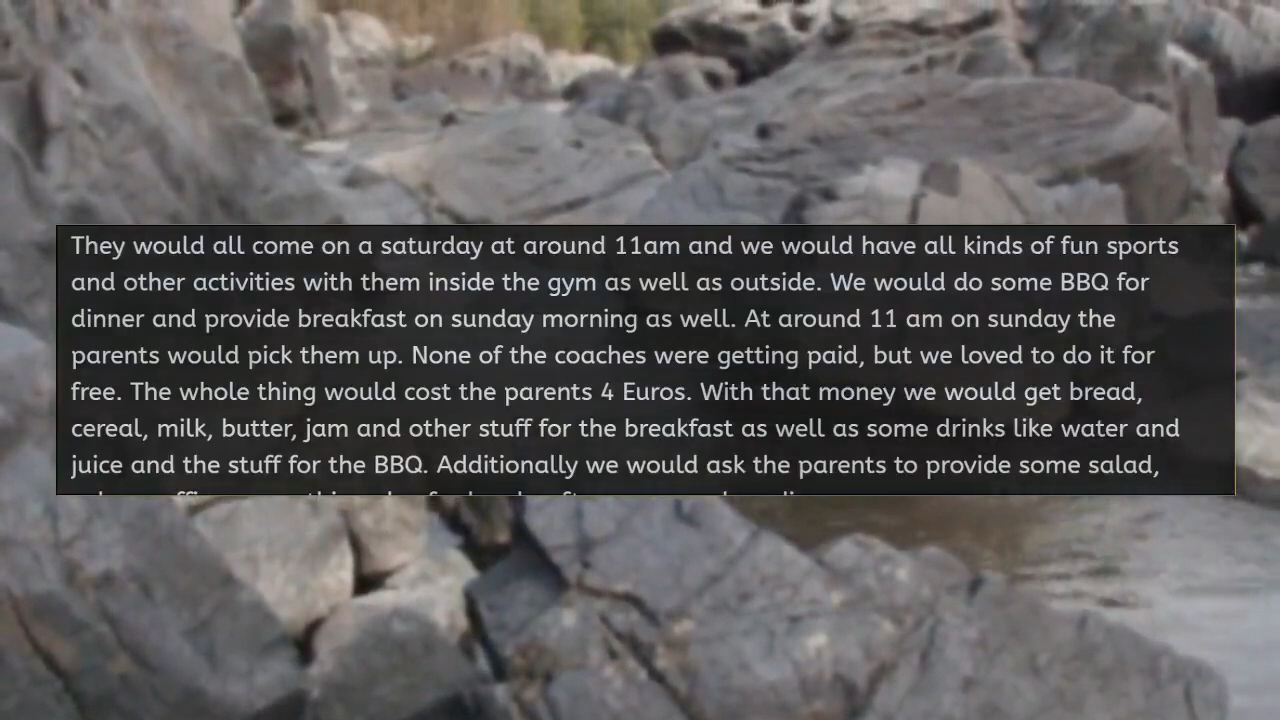 They would all come on a saturday at around 11am and we would have all kinds of fun sports
and other activities with them inside the gym as well as outside. We would do some BBQ for
dinner and provide breakfast on sunday morning as well. At around 11 am on sunday the
parents would pick them up. None of the coaches were getting paid, but we loved to do it for
free. The whole thing would cost the parents 4 Euros. With that money we would get bread,
cereal, milk, butter, jam and other stuff for the breakfast as well as some drinks like water and
juice and the stuff for the BBQ. Additionally we would ask the parents to provide some salad,